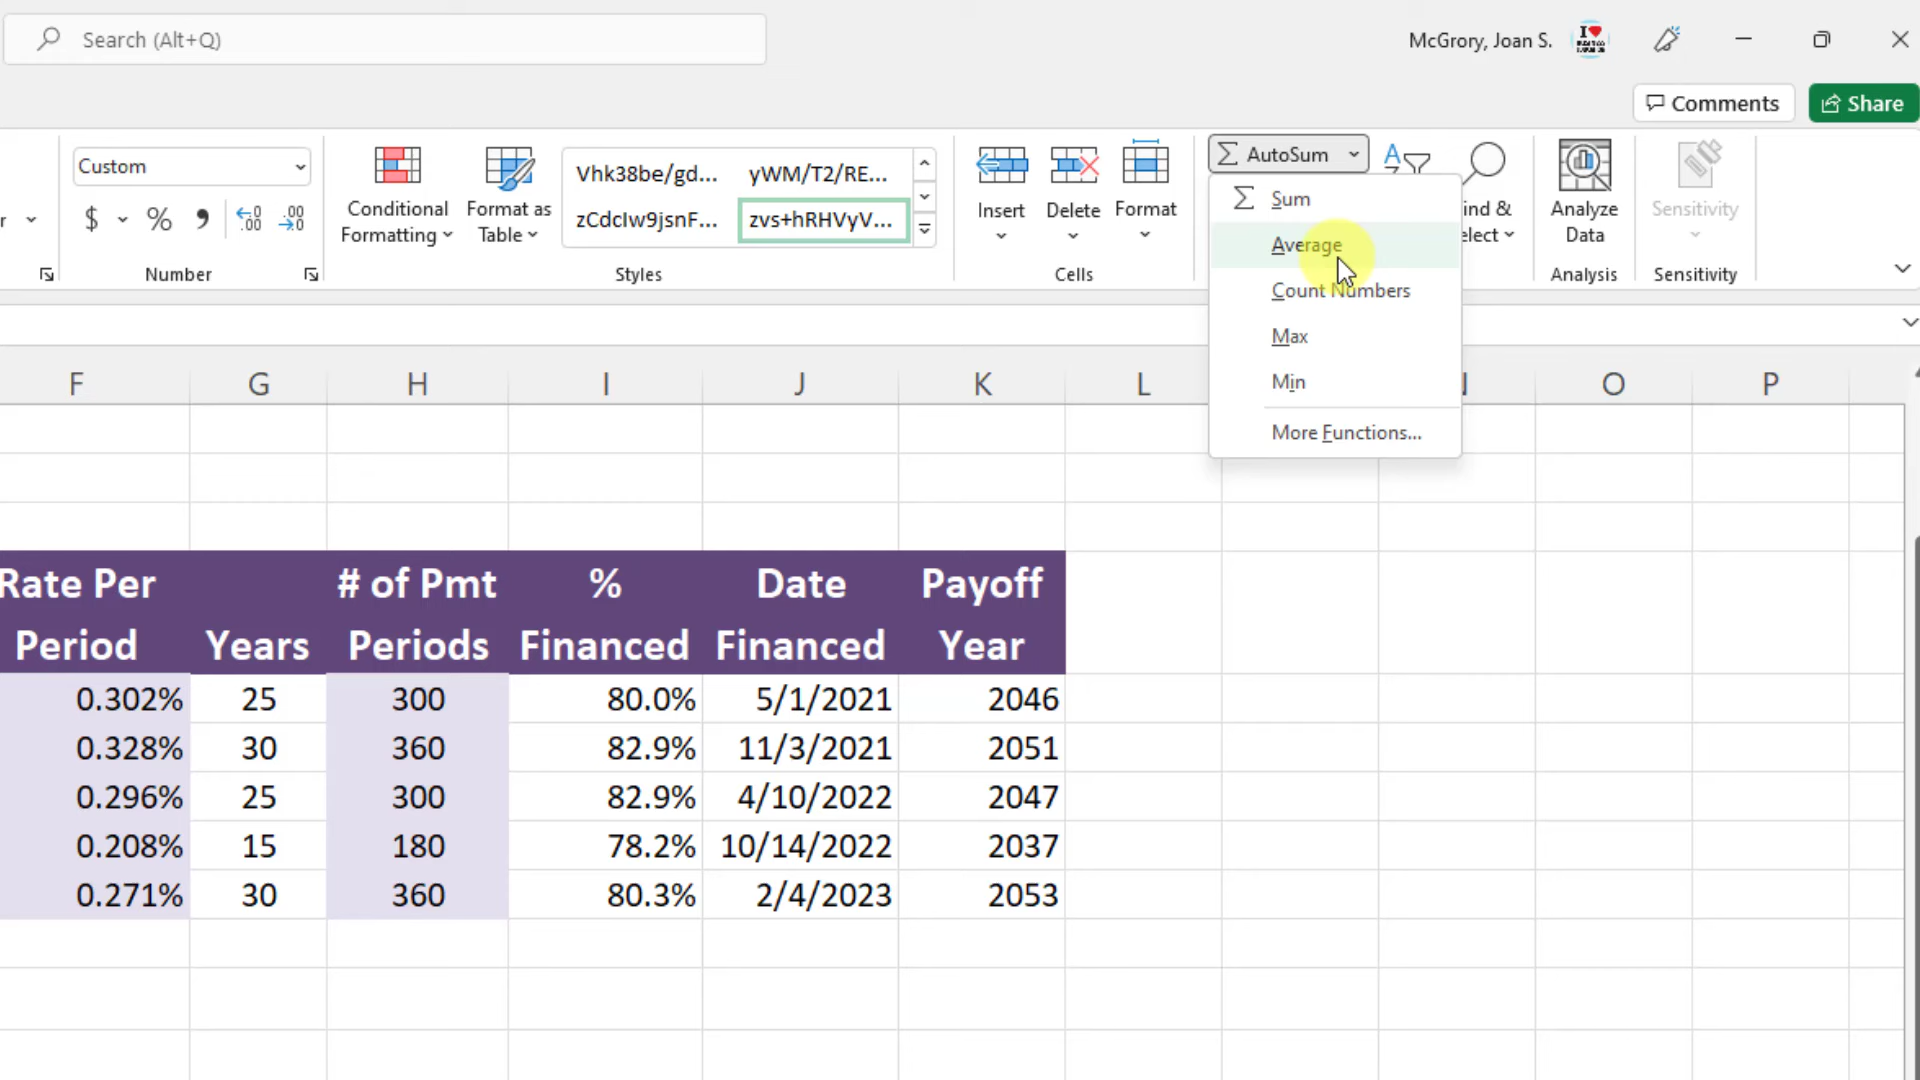 Search (Alt+Q)
McGrory, Joan S.
Comments
Share
Custom
Conditional Formatting
Format as Table
Vhk38be/gd...
yWM/T2/RE...
zCdcIw9jsnF...
zvs+hRHVyV...
Insert
Delete
Format
Σ AutoSum
Analyze Data
Sensitivity
$
%
Number
Styles
Cells
Analysis
Sensitivity
Σ Sum
Average
Count Numbers
Max
Min
More Functions...
F G H I J K L O P
Rate Per Period
Years
# of Pmt Periods
% Financed
Date Financed
Payoff Year
0.302% 25 300 80.0% 5/1/2021 2046
0.328% 30 360 82.9% 11/3/2021 2051
0.296% 25 300 82.9% 4/10/2022 2047
0.208% 15 180 78.2% 10/14/2022 2037
0.271% 30 360 80.3% 2/4/2023 2053